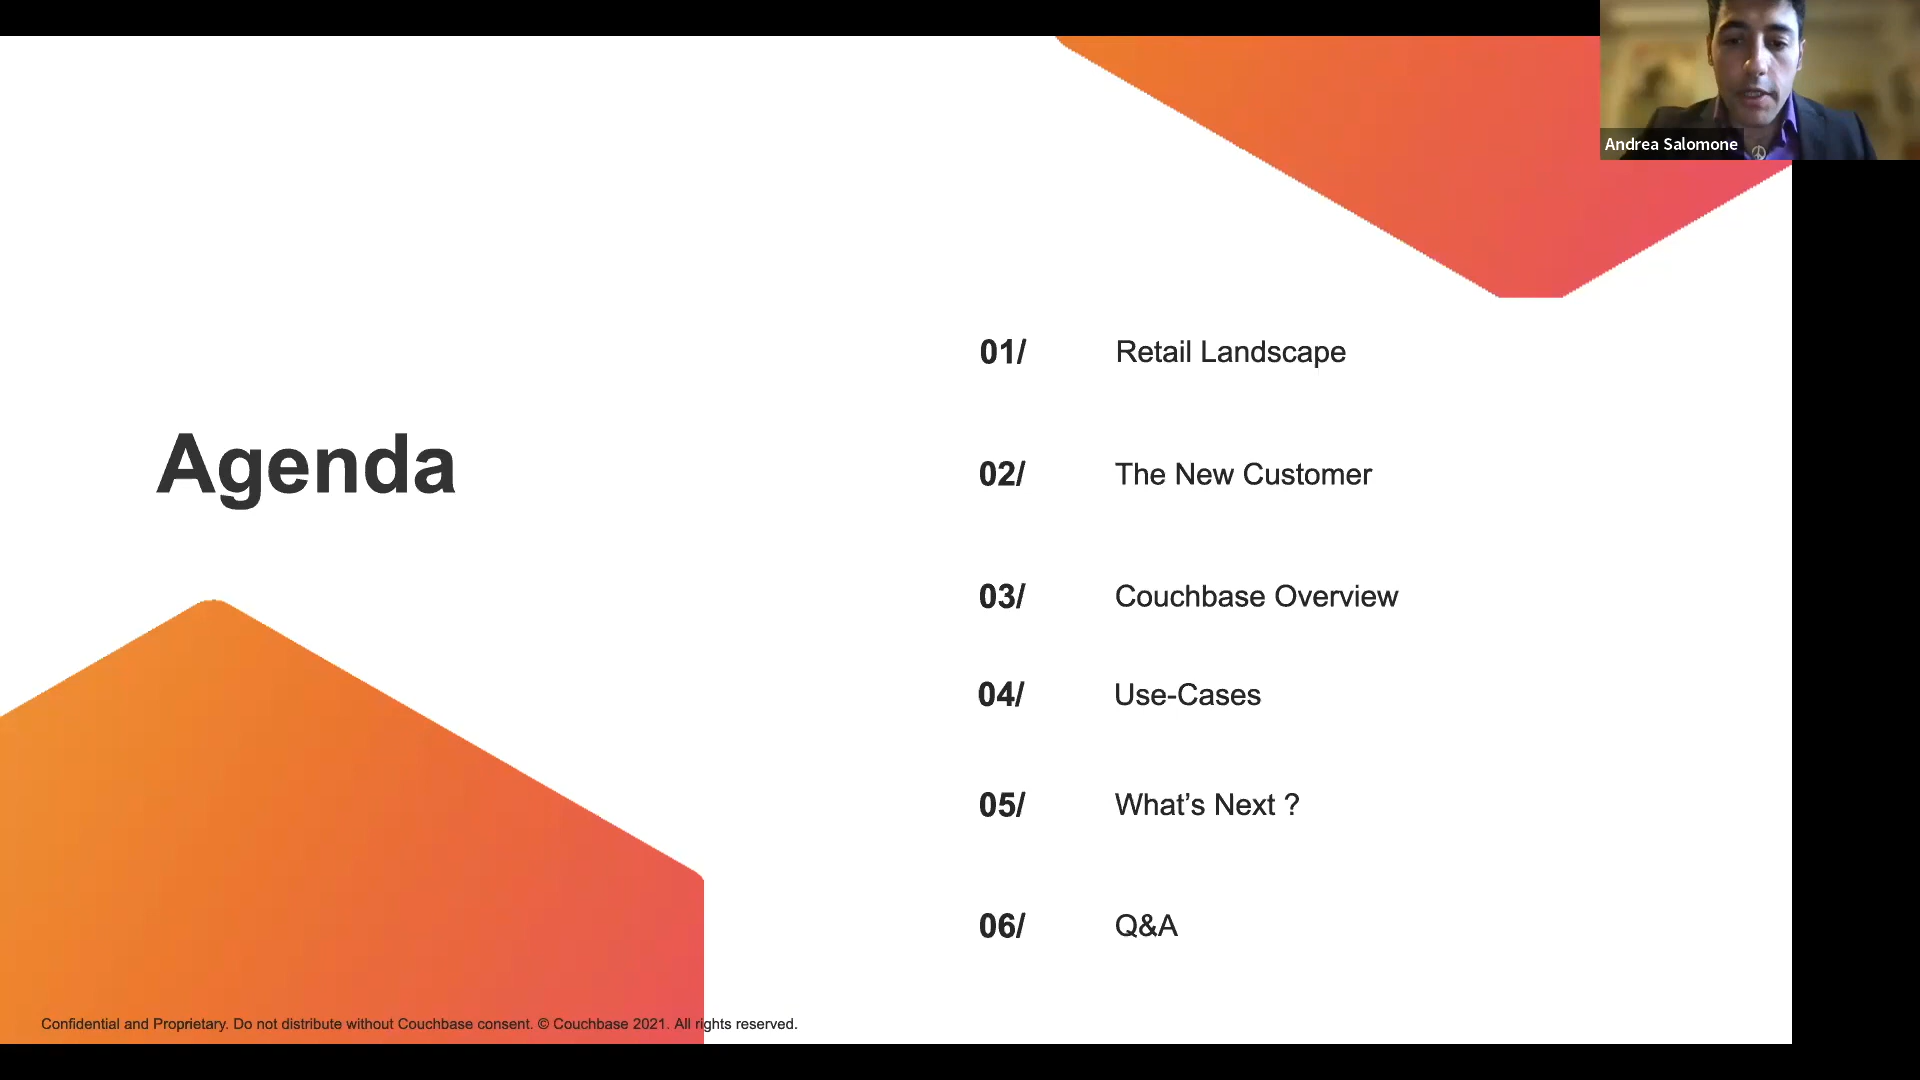 Andrea Salomone
Agenda
01/ Retail Landscape
02/ The New Customer
03/ Couchbase Overview
04/ Use-Cases
05/ What’s Next ?
06/ Q&A
Confidential and Proprietary. Do not distribute without Couchbase consent. © Couchbase 2021. All rights reserved.